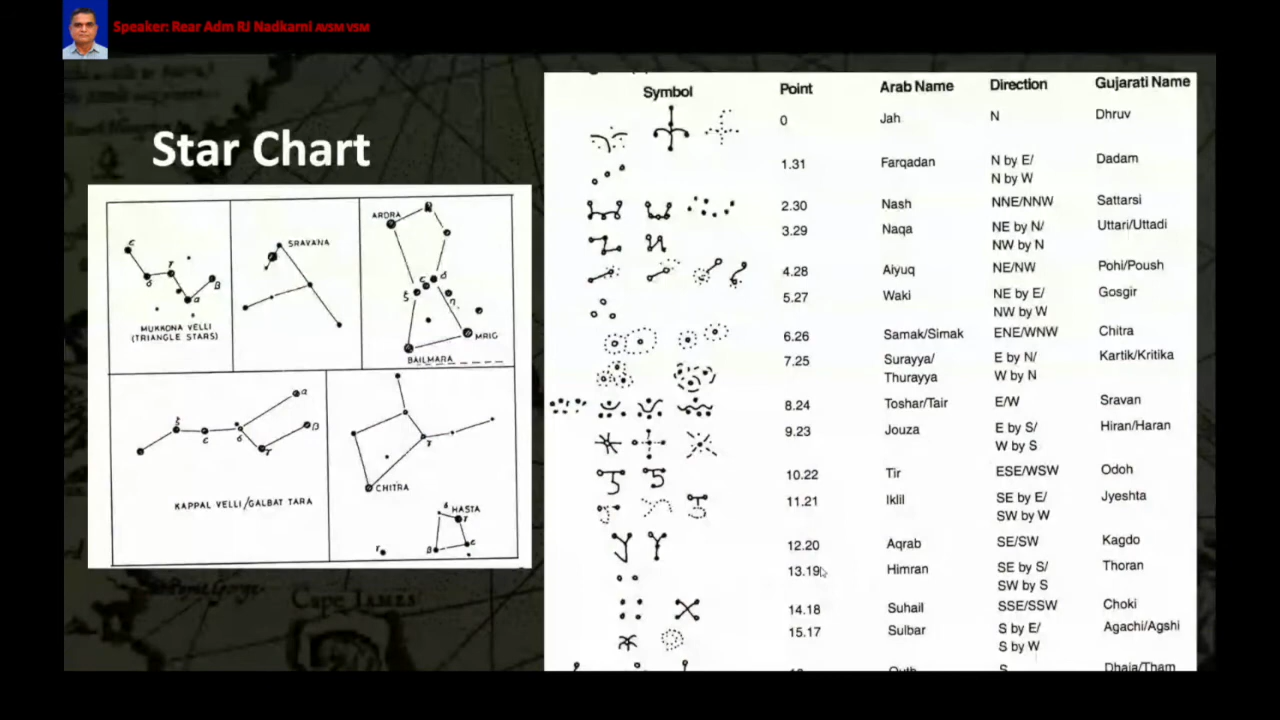 Speaker: Rear Adm RJ Nadkarni AVSM VSM
Star Chart
ARDRA
SRAVANA
MUKKONA VELLI
(TRIANGLE STARS)
MRIG
BAILMARA
KAPPAL VELLI/GALBAT TARA
CHITRA
HASTA
Symbol Point Arab Name Direction Gujarati Name
0 Jah N Dhruv
1.31 Farqadan N by E/ Dadam
N by W
2.30 Nash NNE/NNW Sattarsi
3.29 Naqa NE by N/ Uttari/Uttadi
NW by N
4.28 Aiyuq NE/NW Pohi/Poush
5.27 Waki NE by E/ Gosgir
NW by W
6.26 Samak/Simak ENE/WNW Chitra
7.25 Surayya/ E by N/ Kartik/Kritika
Thurayya W by N
8.24 Toshar/Tair E/W Sravan
9.23 Jouza E by S/ Hiran/Haran
W by S
10.22 Tir ESE/WSW Odoh
11.21 Iklil SE by E/ Jyeshta
SW by W
12.20 Aqrab SE/SW Kagdo
13.19 Himran SE by S/ Thoran
SW by S
14.18 Suhail SSE/SSW Choki
15.17 Sulbar S by E/ Agachi/Agshi
S by W
S Dhaja/Tham
CAPE JAMES